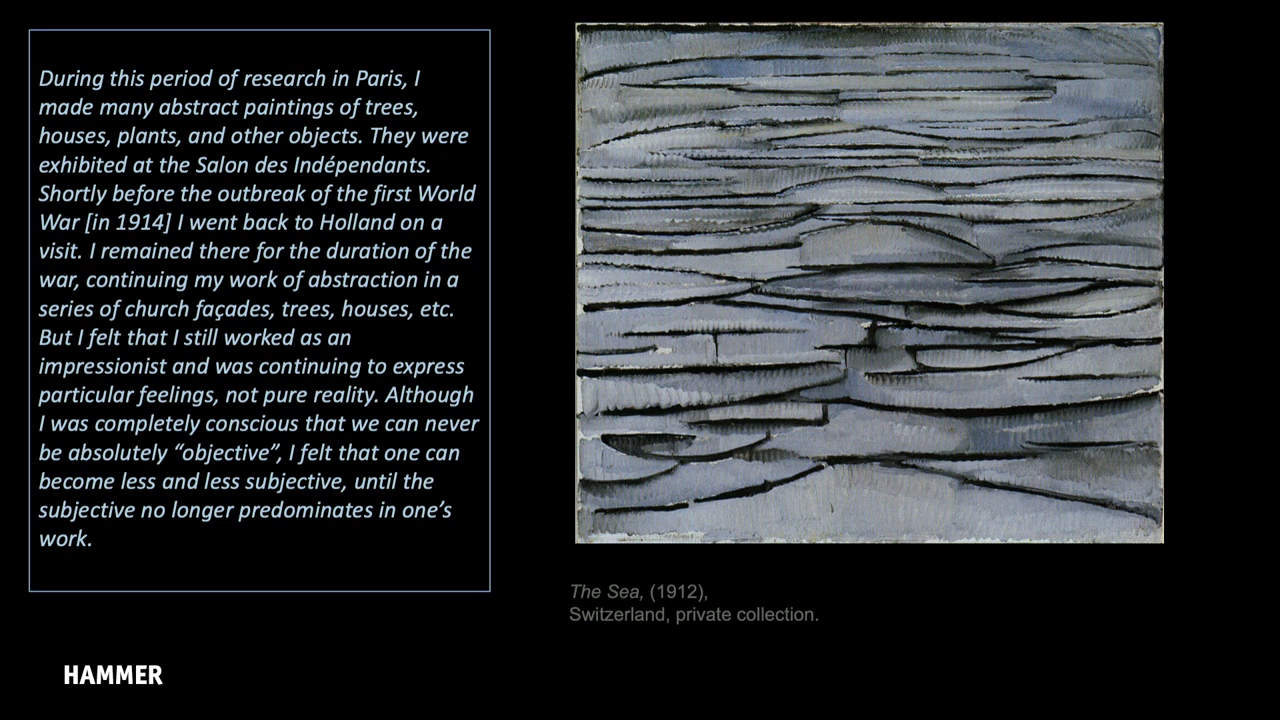 During this period of research in Paris, I
made many abstract paintings of trees,
houses, plants, and other objects. They were
exhibited at the Salon des Indépendants.
Shortly before the outbreak of the first World
War [in 1914] I went back to Holland on a
visit. I remained there for the duration of the
war, continuing my work of abstraction in a
series of church façades, trees, houses, etc.
But I felt that I still worked as an
impressionist and was continuing to express
particular feelings, not pure reality. Although
I was completely conscious that we can never
be absolutely “objective”, I felt that one can
become less and less subjective, until the
subjective no longer predominates in one’s
work.
The Sea, (1912),
Switzerland, private collection.
HAMMER